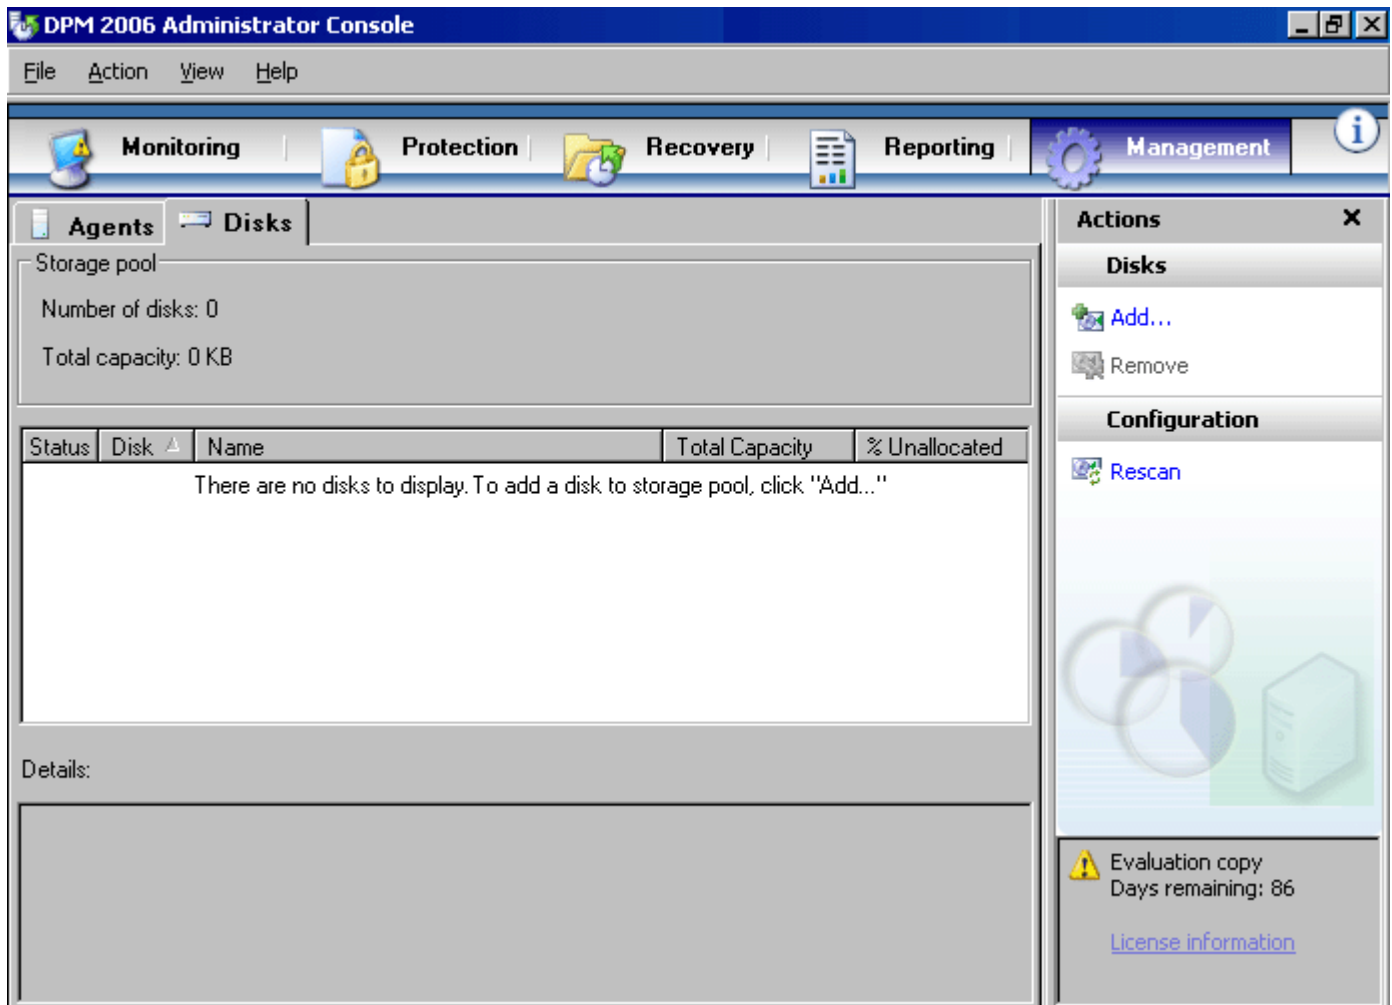 DPM 2006 Administrator Console
File Action View Help
Monitoring Protection Recovery Reporting Management
Agents Disks
Storage pool
Number of disks: 0
Total capacity: 0 KB
Status Disk Name Total Capacity % Unallocated
There are no disks to display. To add a disk to storage pool, click "Add..."
Details:
Actions
Disks
Add...
Remove
Configuration
Rescan
Evaluation copy
Days remaining: 86
License information